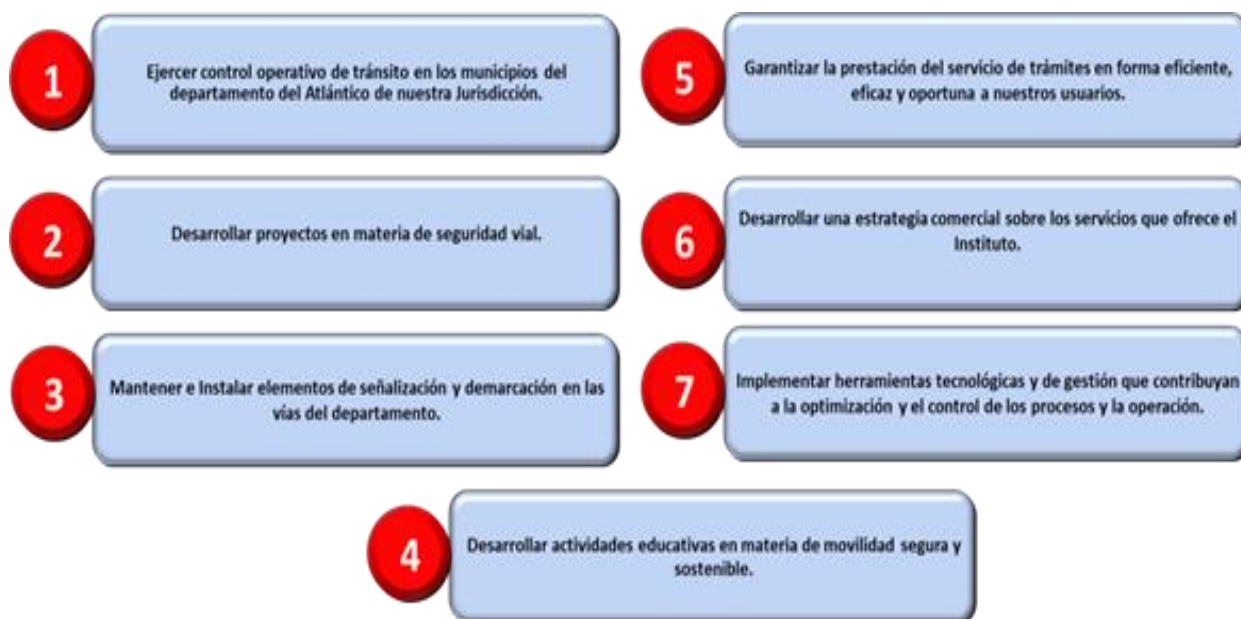 1
Ejercer control operativo de tránsito en los municipios del
departamento del Atlántico de nuestra Jurisdicción.
2
Desarrollar proyectos en materia de seguridad vial.
3
Mantener e Instalar elementos de señalización y demarcación en las
vías del departamento.
4
Desarrollar actividades educativas en materia de movilidad segura y
sostenible.
5
Garantizar la prestación del servicio de trámites en forma eficiente,
eficaz y oportuna a nuestros usuarios.
6
Desarrollar una estrategia comercial sobre los servicios que ofrece el
Instituto.
7
Implementar herramientas tecnológicas y de gestión que contribuyan
a la optimización y el control de los procesos y la operación.